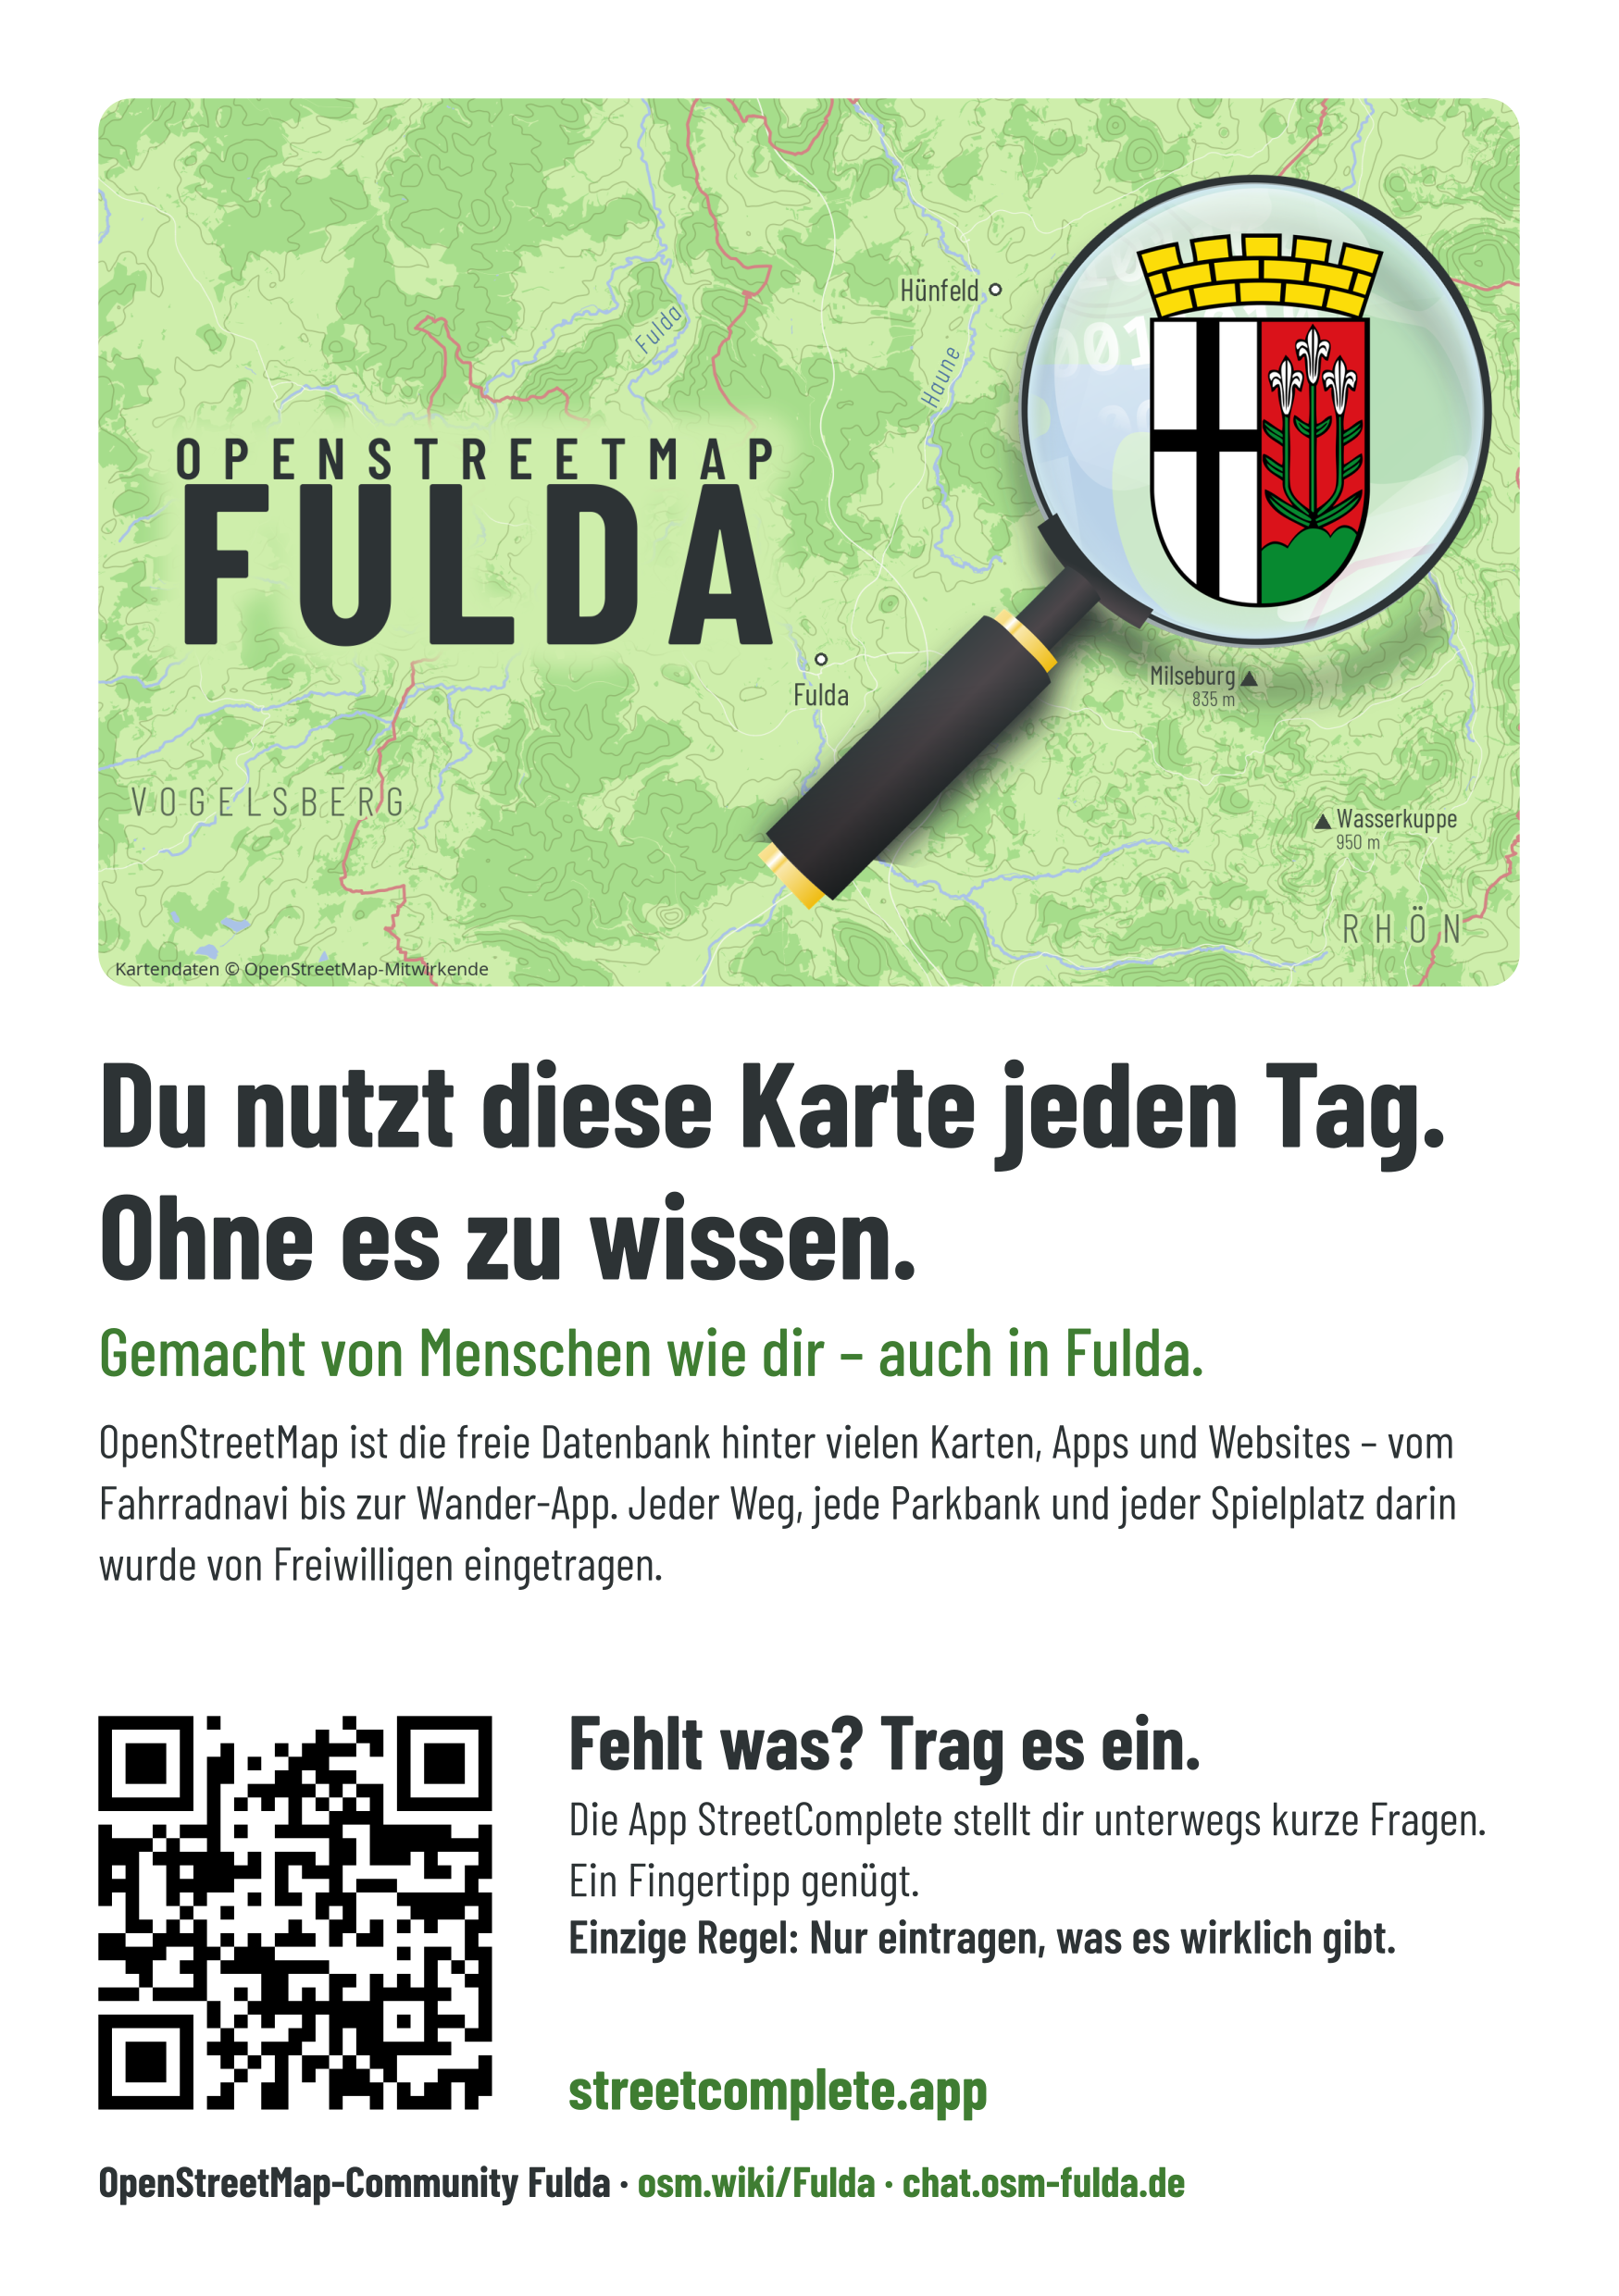 Hünfeld
Fulda
Haune
001
OPENSTREETMAP
FULDA
Fulda
Milseburg
835 m
VOGELSBERG
Wasserkuppe
950 m
RHÖN
Kartendaten © OpenStreetMap-Mitwirkende
Du nutzt diese Karte jeden Tag.
Ohne es zu wissen.
Gemacht von Menschen wie dir – auch in Fulda.
OpenStreetMap ist die freie Datenbank hinter vielen Karten, Apps und Websites – vom
Fahrradnavi bis zur Wander-App. Jeder Weg, jede Parkbank und jeder Spielplatz darin
wurde von Freiwilligen eingetragen.
Fehlt was? Trag es ein.
Die App StreetComplete stellt dir unterwegs kurze Fragen.
Ein Fingertipp genügt.
Einzige Regel: Nur eintragen, was es wirklich gibt.
streetcomplete.app
OpenStreetMap-Community Fulda · osm.wiki/Fulda · chat.osm-fulda.de